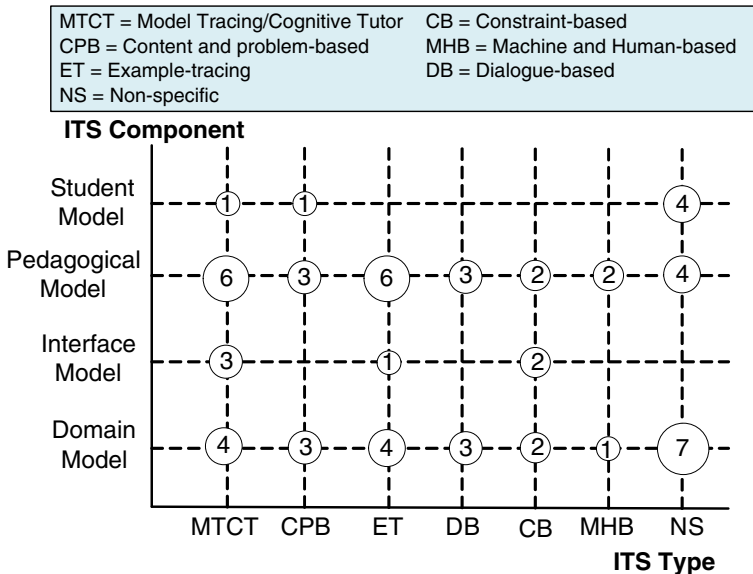 MTCT = Model Tracing/Cognitive Tutor CB = Constraint-based
CPB = Content and problem-based MHB = Machine and Human-based
ET = Example-tracing DB = Dialogue-based
NS = Non-specific
ITS Component
Student
Model
1 1 4
Pedagogical
Model
6 3 6 3 2 2 4
Interface
Model
3 1 2
Domain
Model
4 3 4 3 2 1 7
MTCT CPB ET DB CB MHB NS
ITS Type